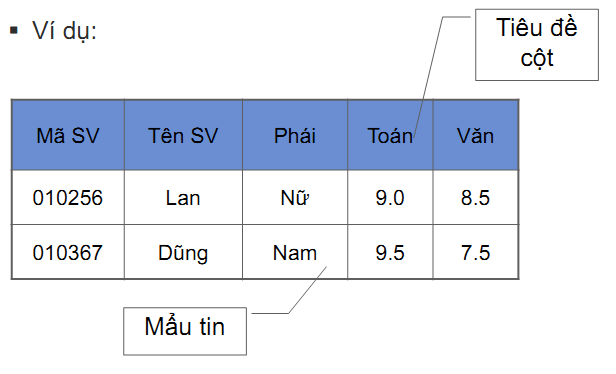 ▪ Ví dụ:
Tiêu đề
cột
Mã SV Tên SV Phái Toán Văn
010256 Lan Nữ 9.0 8.5
010367 Dũng Nam 9.5 7.5
Mẩu tin